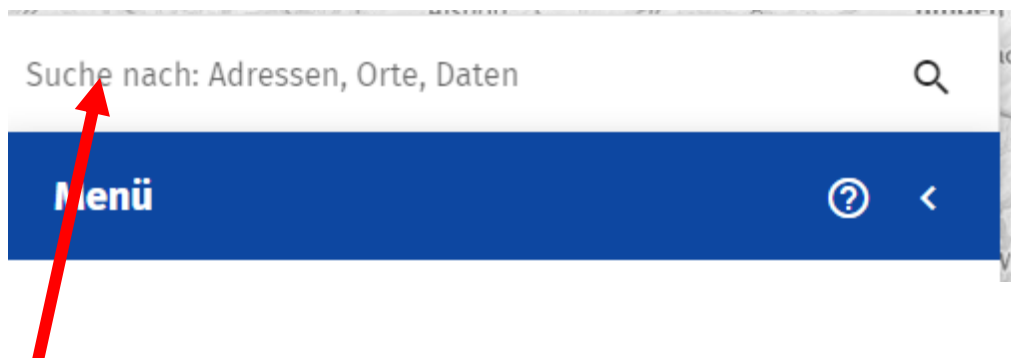 Suche nach: Adressen, Orte, Daten
Menü